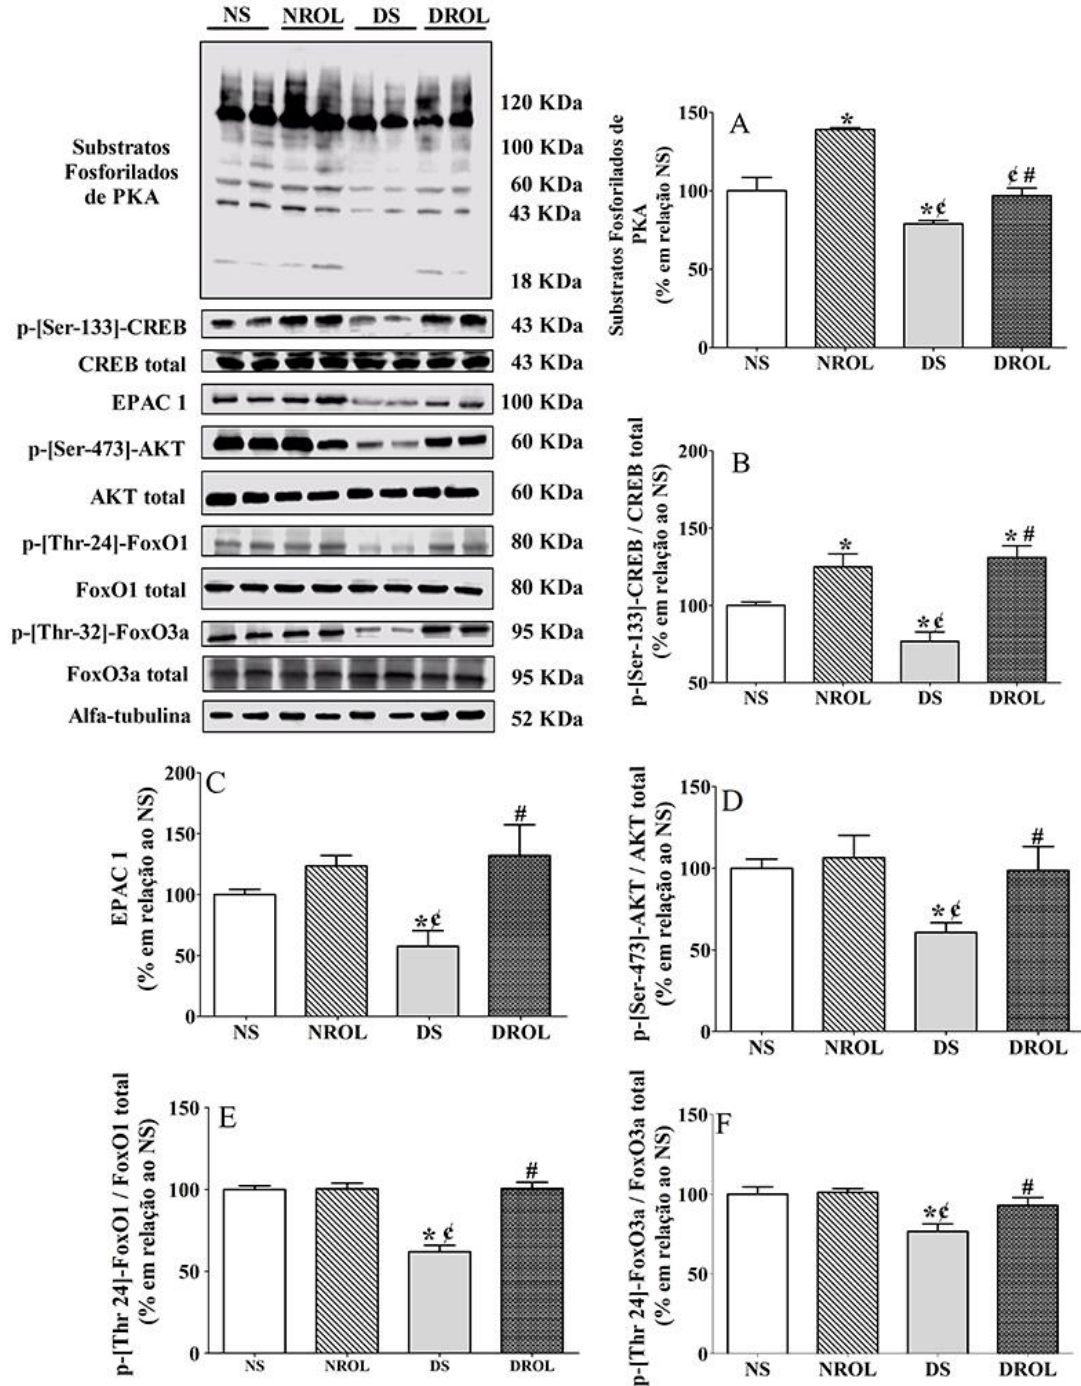 NS NROL DS DROL
Substratos
Fosforilados
de PKA
120 KDa
100 KDa
60 KDa
43 KDa
18 KDa
p-[Ser-133]-CREB 43 KDa
CREB total 43 KDa
EPAC 1 100 KDa
p-[Ser-473]-AKT 60 KDa
AKT total 60 KDa
p-[Thr-24]-FoxO1 80 KDa
FoxO1 total 80 KDa
p-[Thr-32]-FoxO3a 95 KDa
FoxO3a total 95 KDa
Alfa-tubulina 52 KDa
A
Substratos Fosforilados de
PKA
(% em relação NS)
150
100
50
0
*
*¢
¢ #
NS NROL DS DROL
B
p-[Ser-133]-CREB / CREB total
(% em relação ao NS)
200
150
100
50
*
*¢
* #
NS NROL DS DROL
C
EPAC 1
(% em relação ao NS)
200
150
100
50
0
*¢
#
NS NROL DS DROL
D
p-[Ser-473]-AKT / AKT total
(% em relação ao NS)
150
100
50
0
*¢
#
NS NROL DS DROL
E
p-[Thr 24]-FoxO1 / FoxO1 total
(% em relação ao NS)
150
100
50
0
* ¢
#
NS NROL DS DROL
F
p-[Thr 24]-FoxO3a / FoxO3a total
(% em relação ao NS)
150
100
50
0
*¢
#
NS NROL DS DROL